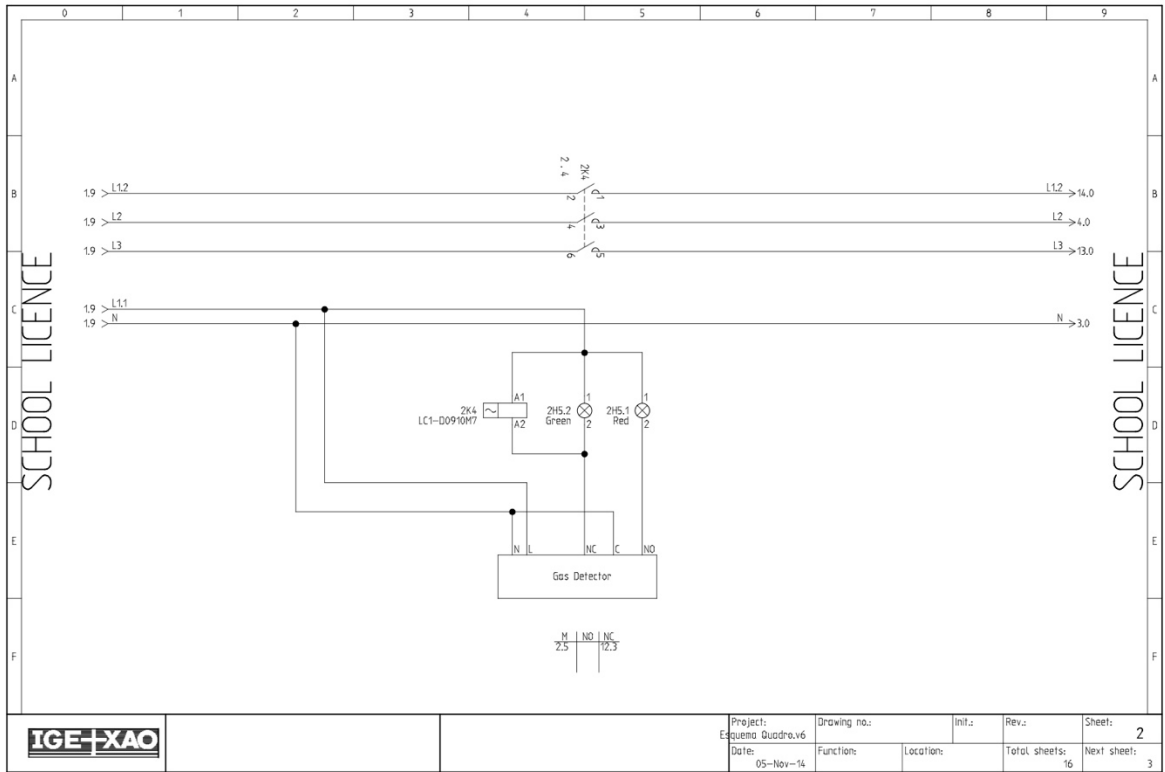 0 1 2 3 4 5 6 7 8 9
A A
2.4 2K4
B 1.9 L1.2 2 1 L1.2 14.0 B
1.9 L2 4 3 L2 4.0
1.9 L3 6 5 L3 13.0
SCHOOL LICENCE
SCHOOL LICENCE
1.9 L1.1
C 1.9 N N 3.0 C
A1 1 1
2K4 2H5.2 2H5.1
LC1-D0910M7 Green Red
D A2 2 2 D
E N L NC C NO E
Gas Detector
M NO NC
2.5 12.3
F F
IGE+XAO
Project: Drawing no.: Init.: Rev.: Sheet:
Esquema Quadro.v6 2
Date: Function: Location: Total sheets: Next sheet:
05-Nov-14 16 3